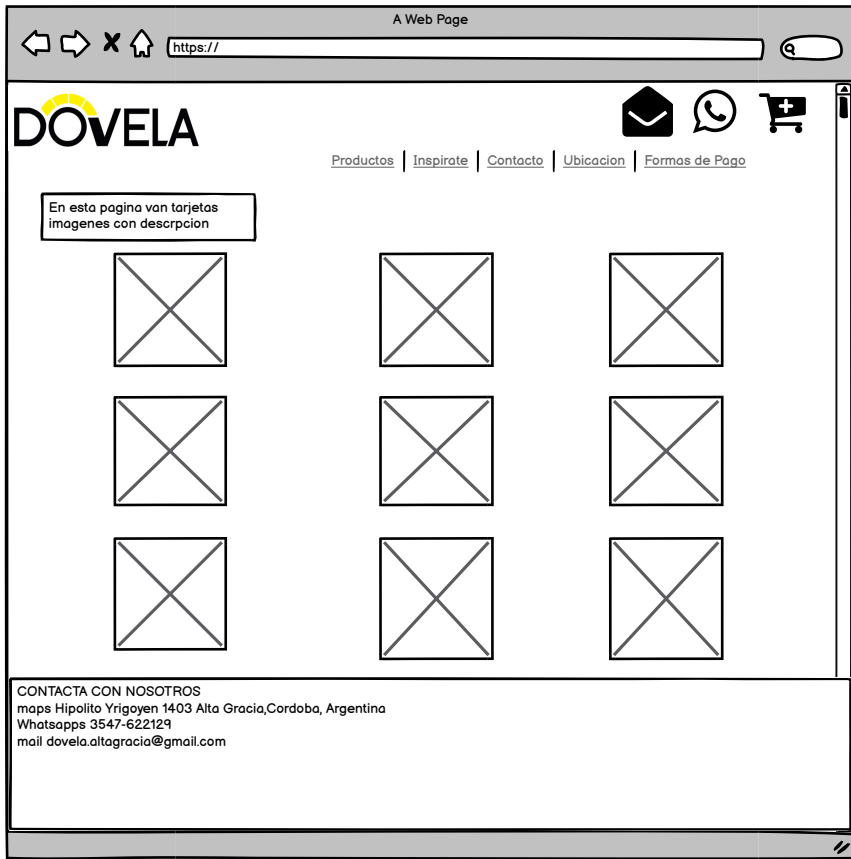 A Web Page
https://
DOVELA
Productos | Inspirate | Contacto | Ubicacion | Formas de Pago
En esta pagina van tarjetas
imagenes con descrpcion
CONTACTA CON NOSOTROS
maps Hipolito Yrigoyen 1403 Alta Gracia,Cordoba, Argentina
Whatsapps 3547-622129
mail dovela.altagracia@gmail.com